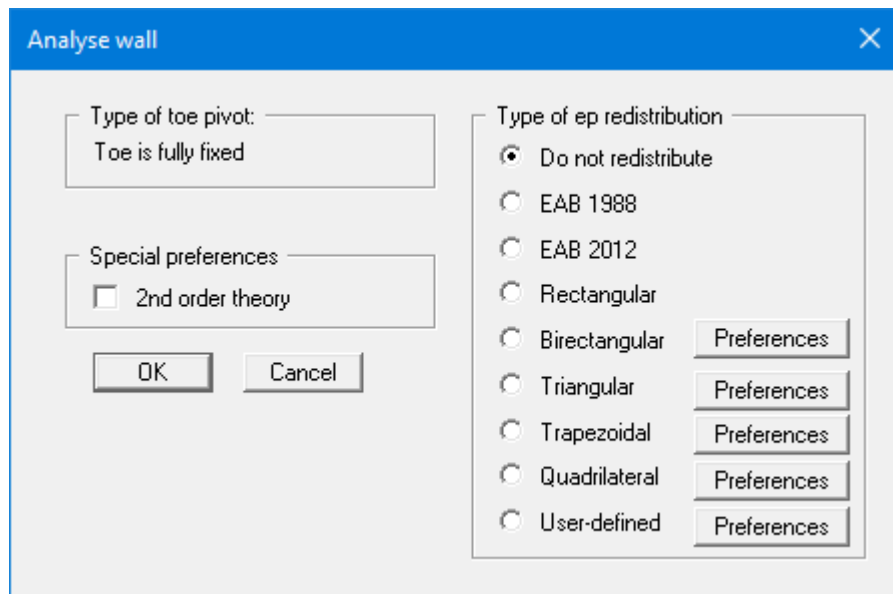 Analyse wall
Type of toe pivot:
Toe is fully fixed
Special preferences
2nd order theory
OK
Cancel
Type of ep redistribution
Do not redistribute
EAB 1988
EAB 2012
Rectangular
Birectangular Preferences
Triangular Preferences
Trapezoidal Preferences
Quadrilateral Preferences
User-defined Preferences